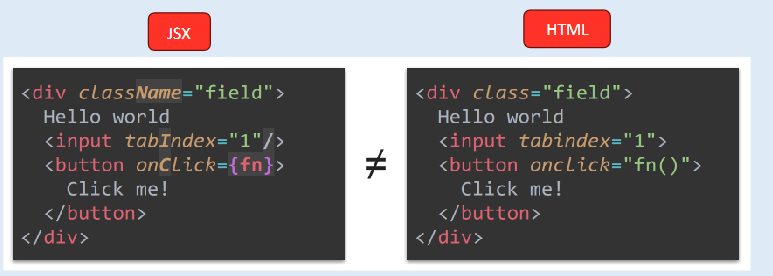 JSX
<div className="field">
  Hello world
  <input tabIndex="1"/>
  <button onClick={fn}>
    Click me!
  </button>
</div>
≠
HTML
<div class="field">
  Hello world
  <input tabindex="1">
  <button onclick="fn()">
    Click me!
  </button>
</div>